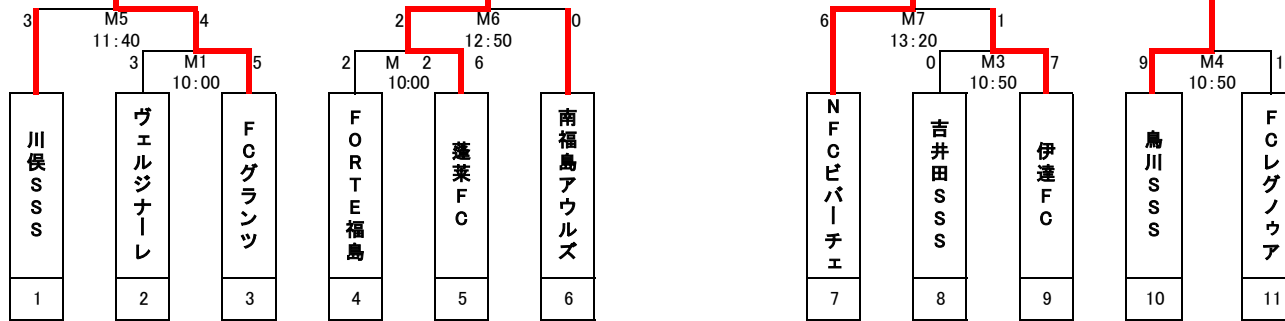 3 M5 4 2 M6 0 6 M7 1
11:40 12:50 13:20
3 M1 5 2 M 2 6 0 M3 7 9 M4 1
10:00 10:00 10:50 10:50
川俣SSS
ヴェルジナーレ
FCグランツ
FORTE福島
蓬莱FC
南福島アウルズ
NFCビバーチェ
吉井田SSS
伊達FC
鳥川SSS
FCレグノヴァ
1 2 3 4 5 6 7 8 9 10 11